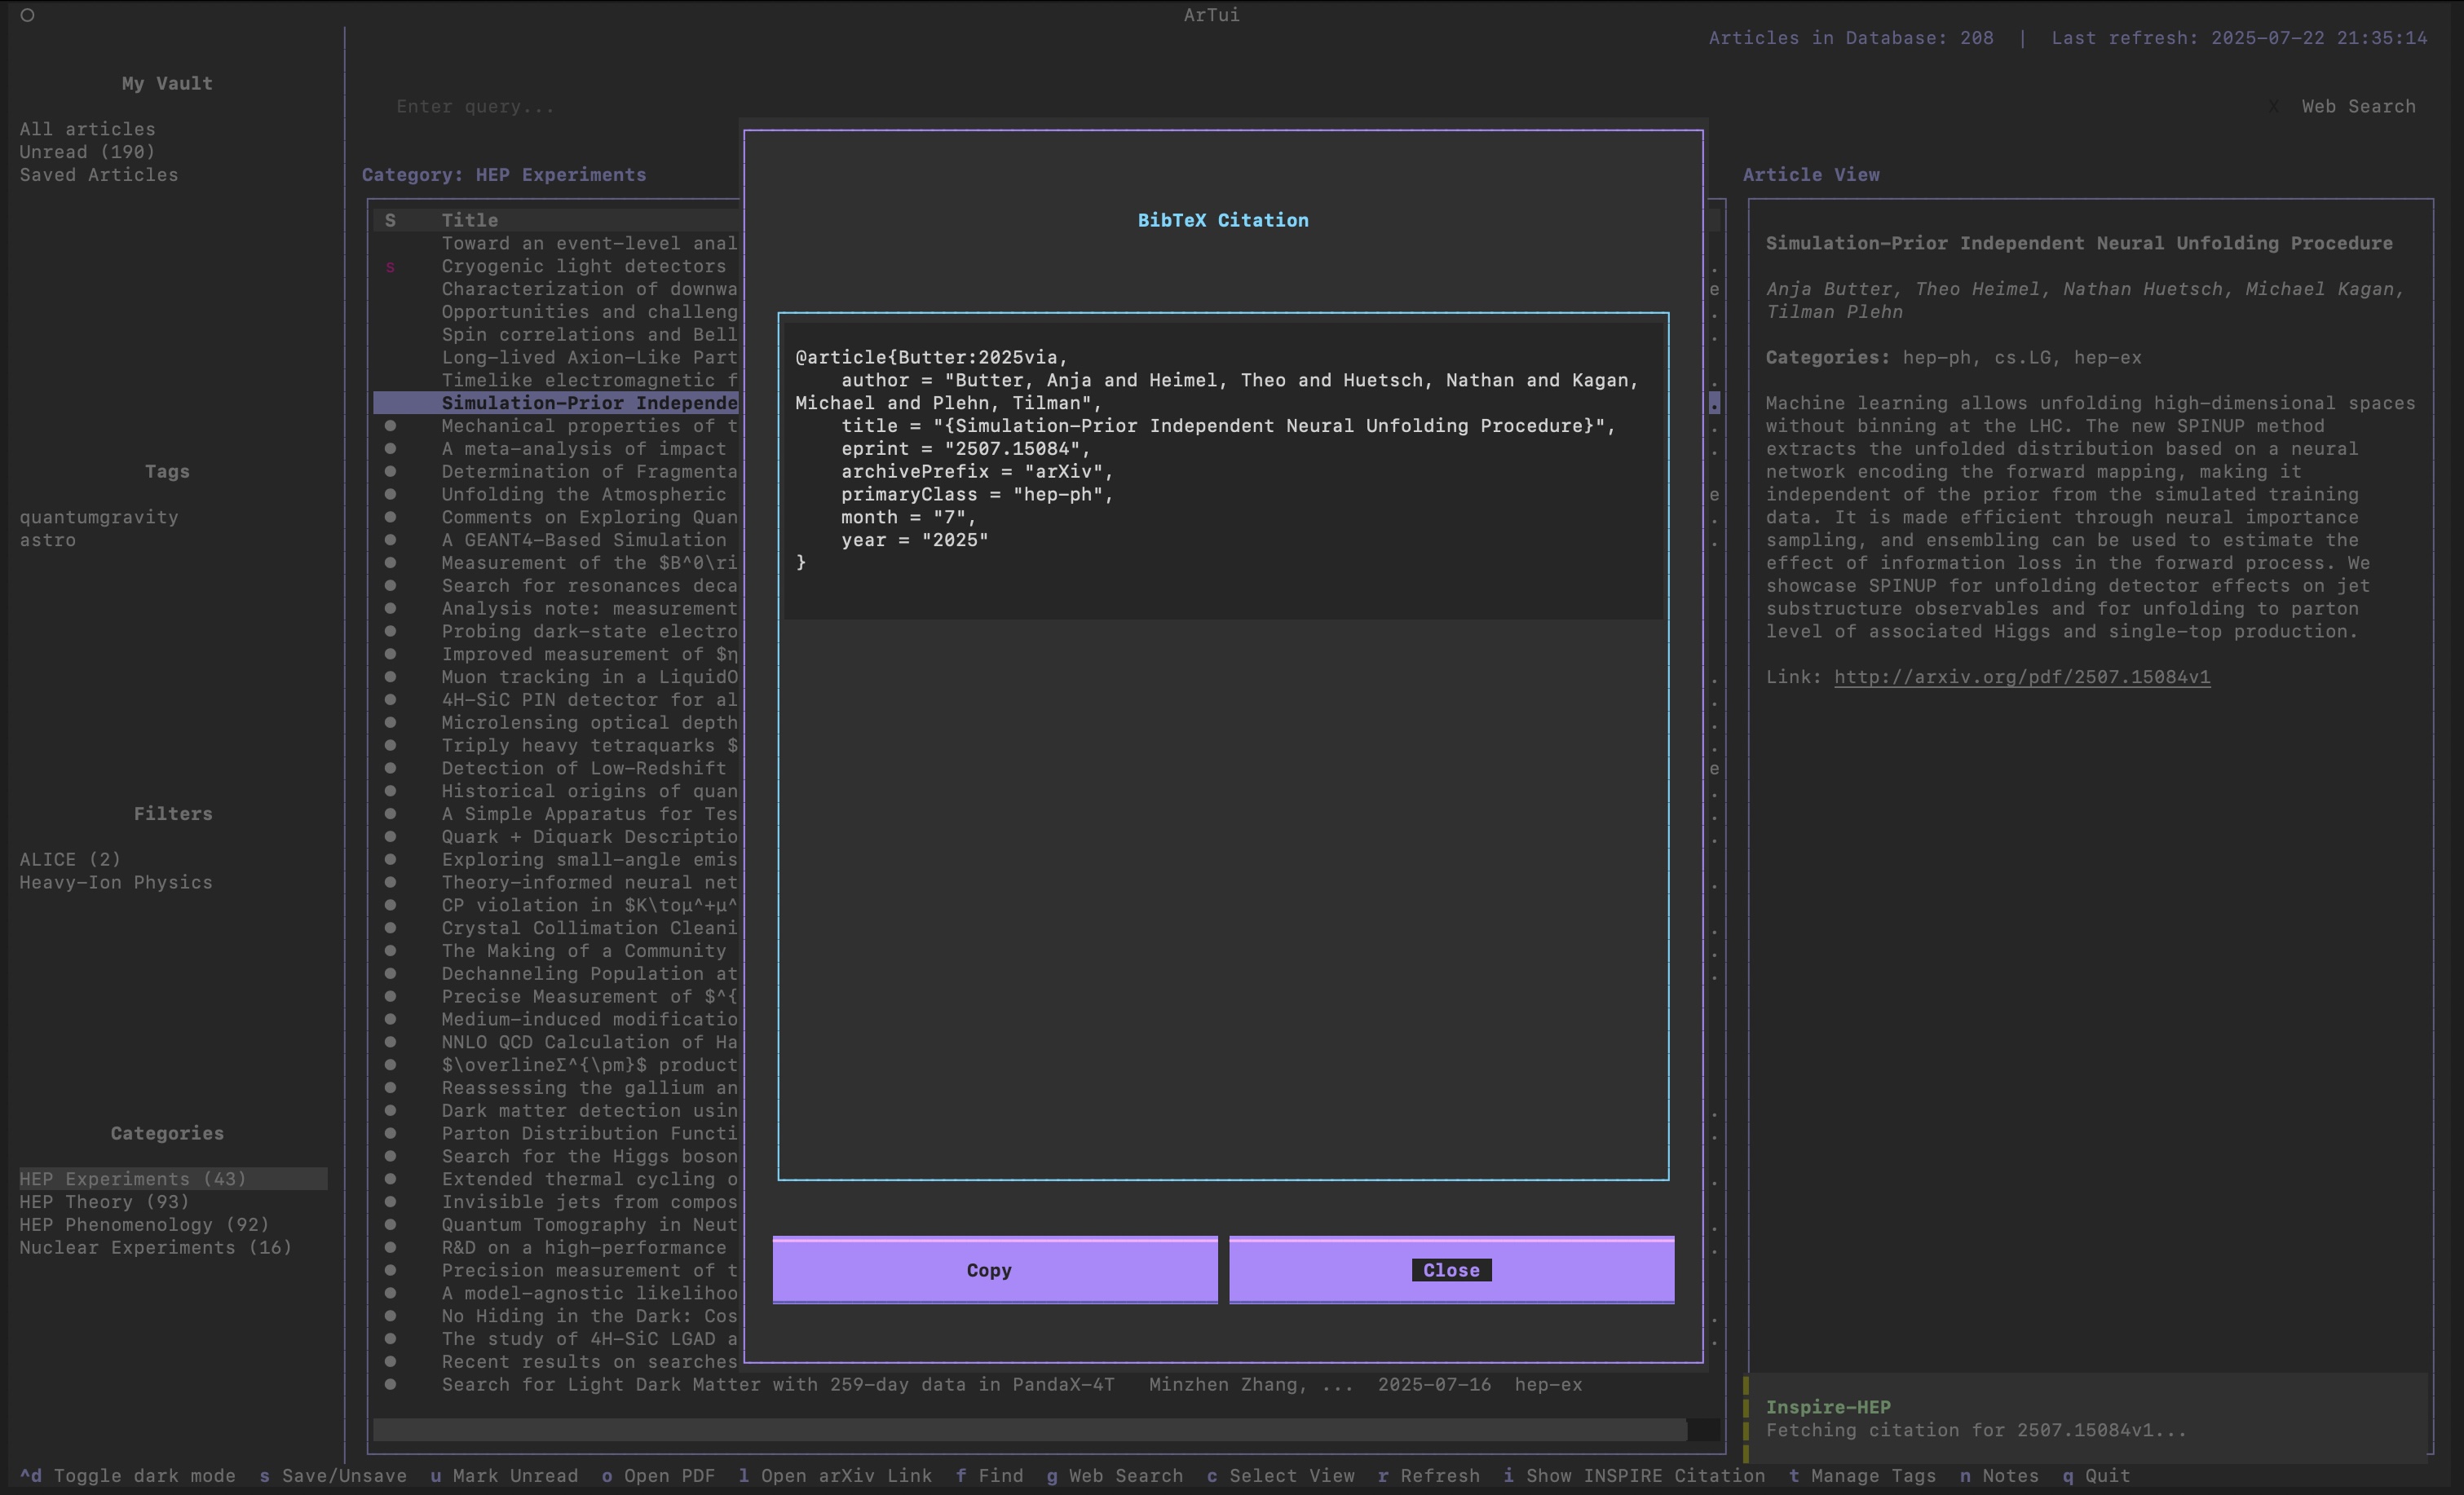 ArTui
Articles in Database: 208 | Last refresh: 2025-07-22 21:35:14
My Vault
All articles
Unread (190)
Saved Articles
Tags
quantumgravity
astro
Filters
ALICE (2)
Heavy-Ion Physics
Categories
HEP Experiments (43)
HEP Theory (93)
HEP Phenomenology (92)
Nuclear Experiments (16)
Enter query...
X Web Search
Category: HEP Experiments
S Title
Toward an event-level anal
s Cryogenic light detectors
Characterization of downwa
Opportunities and challeng
Spin correlations and Bell
Long-lived Axion-Like Part
Timelike electromagnetic f
Simulation-Prior Independe
● Mechanical properties of t
● A meta-analysis of impact
● Determination of Fragmenta
● Unfolding the Atmospheric
● Comments on Exploring Quan
● A GEANT4-Based Simulation
● Measurement of the $B^0\ri
● Search for resonances deca
● Analysis note: measurement
● Probing dark-state electro
● Improved measurement of $η
● Muon tracking in a LiquidO
● 4H-SiC PIN detector for al
● Microlensing optical depth
● Triply heavy tetraquarks $
● Detection of Low-Redshift
● Historical origins of quan
● A Simple Apparatus for Tes
● Quark + Diquark Descriptio
● Exploring small-angle emis
● Theory-informed neural net
● CP violation in $K\toμ^+μ^
● Crystal Collimation Cleani
● The Making of a Community
● Dechanneling Population at
● Precise Measurement of $^{
● Medium-induced modificatio
● NNLO QCD Calculation of Ha
● $\overlineΣ^{\pm}$ product
● Reassessing the gallium an
● Dark matter detection usin
● Parton Distribution Functi
● Search for the Higgs boson
● Extended thermal cycling o
● Invisible jets from compos
● Quantum Tomography in Neut
● R&D on a high-performance
● Precision measurement of t
● A model-agnostic likelihoo
● No Hiding in the Dark: Cos
● The study of 4H-SiC LGAD a
● Recent results on searches
● Search for Light Dark Matter with 259-day data in PandaX-4T Minzhen Zhang, ... 2025-07-16 hep-ex
BibTeX Citation
@article{Butter:2025via,
author = "Butter, Anja and Heimel, Theo and Huetsch, Nathan and Kagan,
Michael and Plehn, Tilman",
title = "{Simulation-Prior Independent Neural Unfolding Procedure}",
eprint = "2507.15084",
archivePrefix = "arXiv",
primaryClass = "hep-ph",
month = "7",
year = "2025"
}
Copy
Close
Article View
Simulation-Prior Independent Neural Unfolding Procedure
Anja Butter, Theo Heimel, Nathan Huetsch, Michael Kagan,
Tilman Plehn
Categories: hep-ph, cs.LG, hep-ex
Machine learning allows unfolding high-dimensional spaces
without binning at the LHC. The new SPINUP method
extracts the unfolded distribution based on a neural
network encoding the forward mapping, making it
independent of the prior from the simulated training
data. It is made efficient through neural importance
sampling, and ensembling can be used to estimate the
effect of information loss in the forward process. We
showcase SPINUP for unfolding detector effects on jet
substructure observables and for unfolding to parton
level of associated Higgs and single-top production.
Link: http://arxiv.org/pdf/2507.15084v1
Inspire-HEP
Fetching citation for 2507.15084v1...
^d Toggle dark mode s Save/Unsave u Mark Unread o Open PDF l Open arXiv Link f Find g Web Search c Select View r Refresh i Show INSPIRE Citation t Manage Tags n Notes q Quit